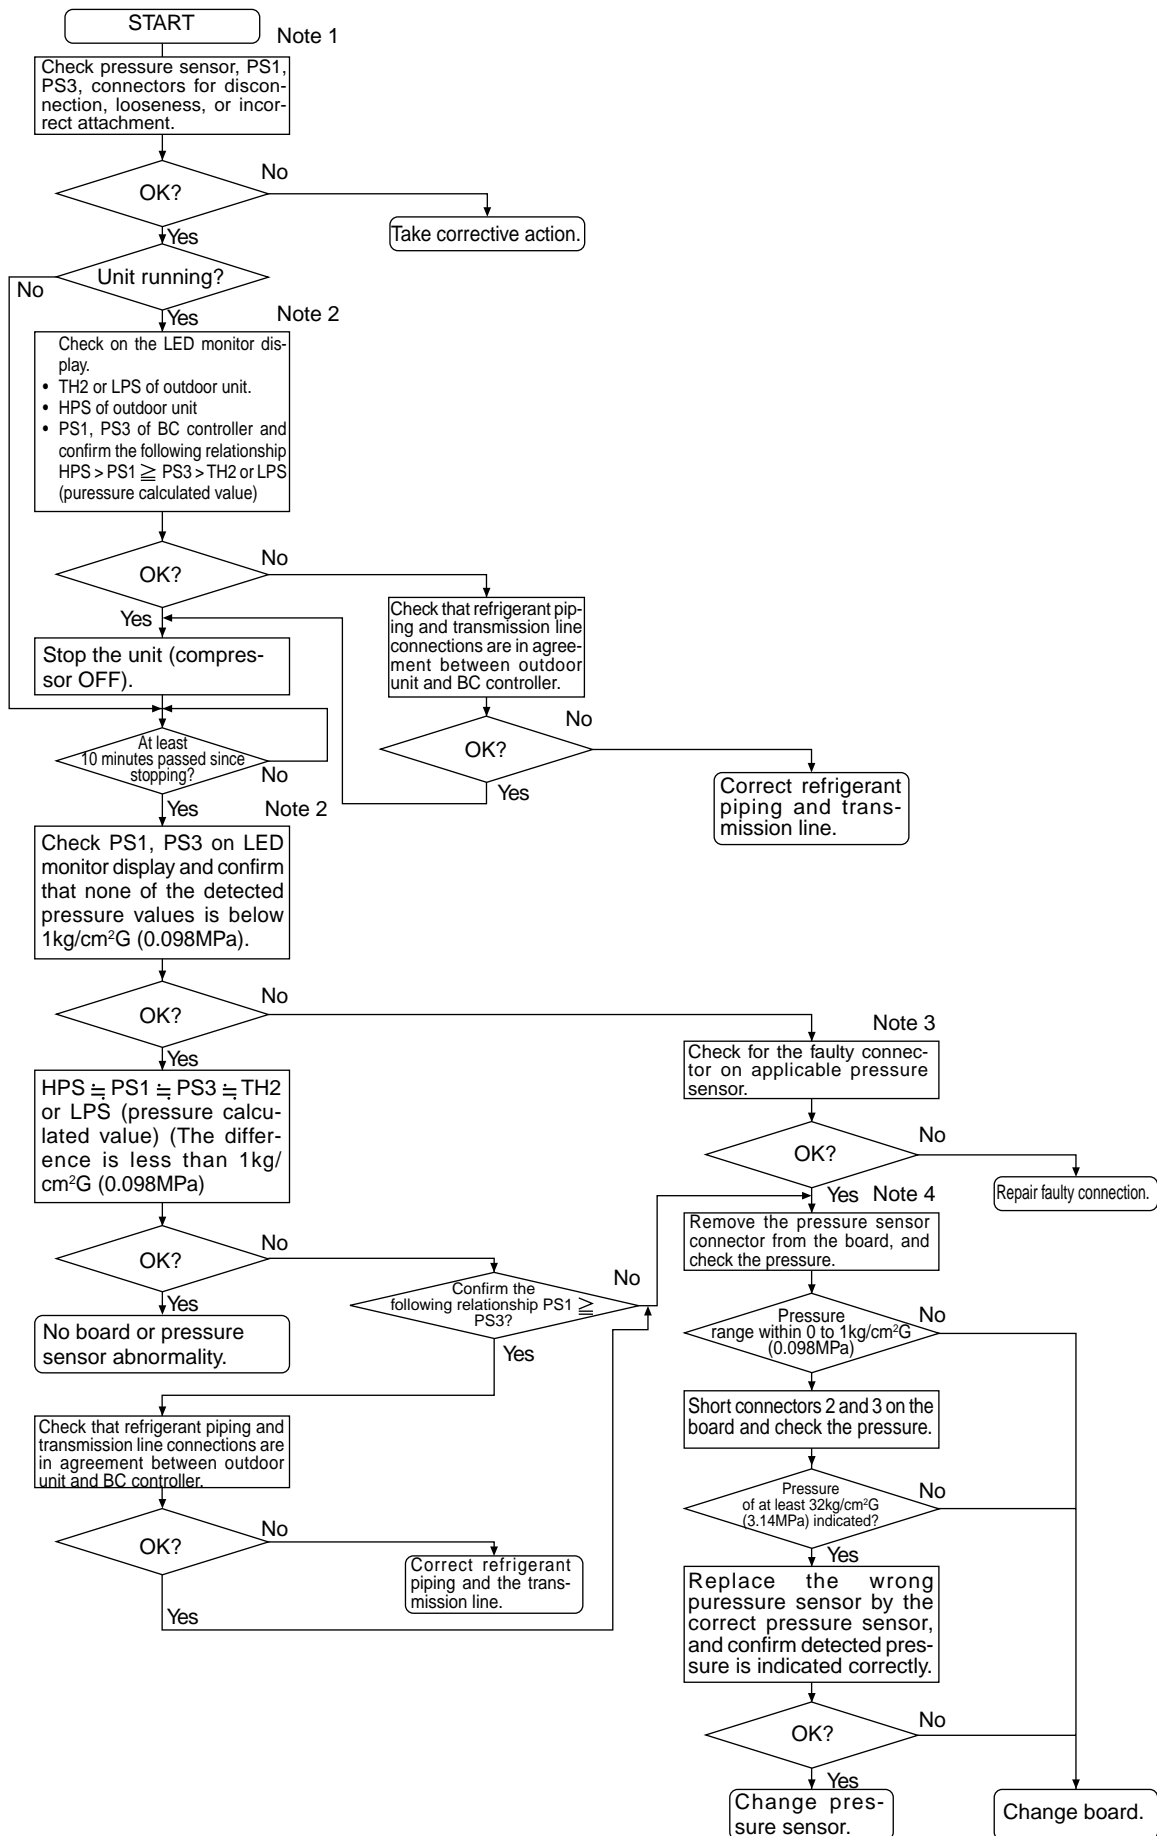 START
Note 1
Check pressure sensor, PS1,
PS3, connectors for discon-
nection, looseness, or incor-
rect attachment.
OK?
No
Yes
Take corrective action.
Unit running?
No
Yes
Note 2
Check on the LED monitor dis-
play.
• TH2 or LPS of outdoor unit.
• HPS of outdoor unit
• PS1, PS3 of BC controller and
confirm the following relationship
HPS > PS1 ≧ PS3 > TH2 or LPS
(puressure calculated value)
OK?
No
Yes
Check that refrigerant pip-
ing and transmission line
connections are in agree-
ment between outdoor
unit and BC controller.
Stop the unit (compres-
sor OFF).
OK?
No
Yes
At least
10 minutes passed since
stopping?
No
Yes
Correct refrigerant
piping and trans-
mission line.
Note 2
Check PS1, PS3 on LED
monitor display and confirm
that none of the detected
pressure values is below
1kg/cm²G (0.098MPa).
OK?
No
Yes
Note 3
Check for the faulty connec-
tor on applicable pressure
sensor.
HPS ≒ PS1 ≒ PS3 ≒ TH2
or LPS (pressure calcu-
lated value) (The differ-
ence is less than 1kg/
cm²G (0.098MPa)
OK?
No
Yes
Repair faulty connection.
Note 4
Remove the pressure sensor
connector from the board, and
check the pressure.
OK?
No
Yes
Confirm the
following relationship PS1 ≧
PS3?
No
Yes
No board or pressure
sensor abnormality.
Pressure
range within 0 to 1kg/cm²G
(0.098MPa)
No
Short connectors 2 and 3 on the
board and check the pressure.
Check that refrigerant piping and
transmission line connections are
in agreement between outdoor
unit and BC controller.
Pressure
of at least 32kg/cm²G
(3.14MPa) indicated?
No
Yes
OK?
No
Yes
Correct refrigerant
piping and the trans-
mission line.
Replace the wrong
puressure sensor by the
correct pressure sensor,
and confirm detected pres-
sure is indicated correctly.
OK?
No
Yes
Change pres-
sure sensor.
Change board.